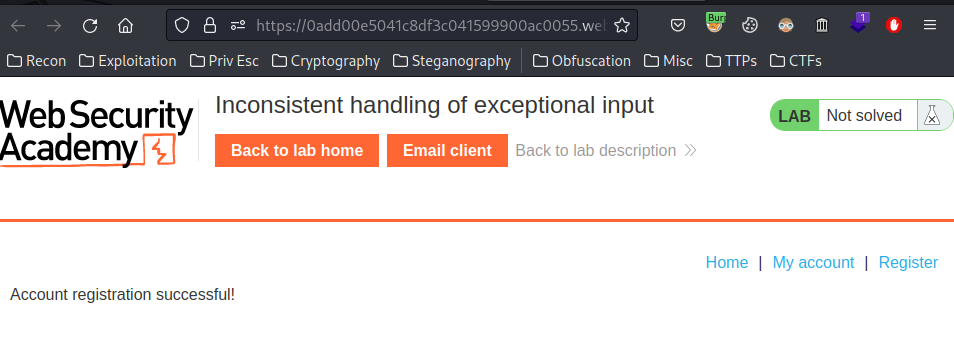 https://0add00e5041c8df3c041599900ac0055.we
Bur
1
Recon Exploitation Priv Esc Cryptography Steganography Obfuscation Misc TTPs CTFs
Web Security
Academy
Inconsistent handling of exceptional input
LAB Not solved
Back to lab home Email client Back to lab description
Home | My account | Register
Account registration successful!